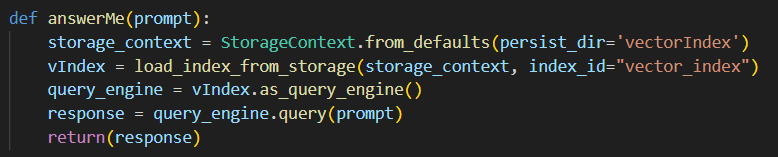 def answerMe(prompt):
    storage_context = StorageContext.from_defaults(persist_dir='vectorIndex')
    vIndex = load_index_from_storage(storage_context, index_id="vector_index")
    query_engine = vIndex.as_query_engine()
    response = query_engine.query(prompt)
    return(response)